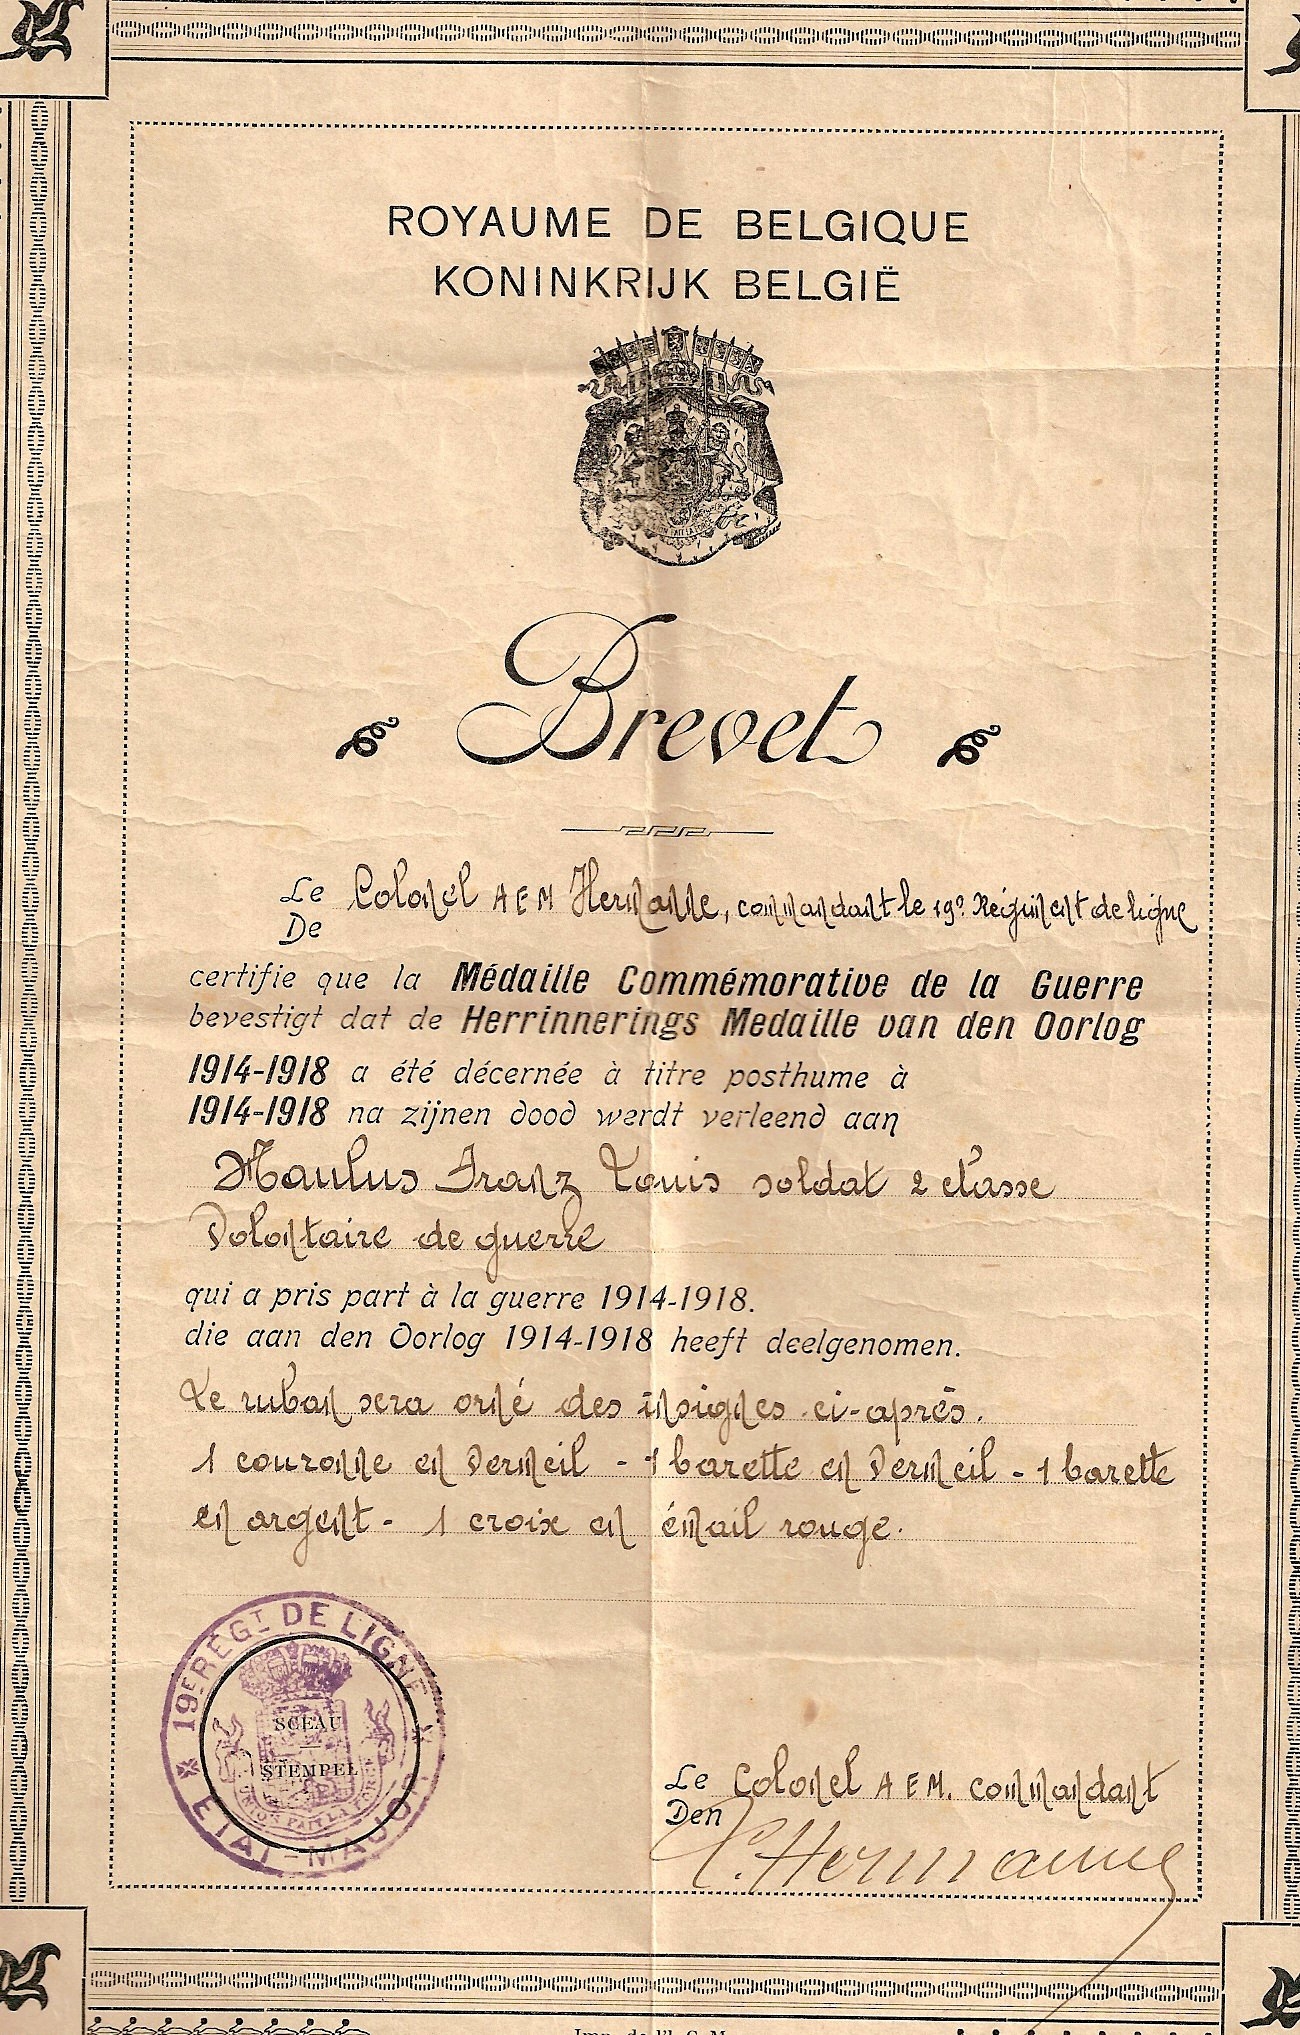 ROYAUME DE BELGIQUE
KONINKRIJK BELGIË
Brevet
Le Colonel A E M Hermanne, commandant le 19e Régiment de ligne
De
certifie que la Médaille Commémorative de la Guerre
bevestigt dat de Herrinnerings Medaille van den Oorlog
1914-1918 a été décernée à titre posthume à
1914-1918 na zijnen dood werdt verleend aan
Maulus Franz Louis soldat 2 classe
Volontaire de guerre
qui a pris part à la guerre 1914-1918.
die aan den Oorlog 1914-1918 heeft deelgenomen.
Le ruban sera orné des insignes ci-après.
1 couronne en vermeil - 1 barette en vermeil - 1 barette
en argent - 1 croix en émail rouge.
19E RÉGT DE LIGNE
SCEAU
STEMPEL
UNION FAIT LA FORCE
ETAT-MAJOR
Le Colonel A E M. commandant
Den
C. Hermanne